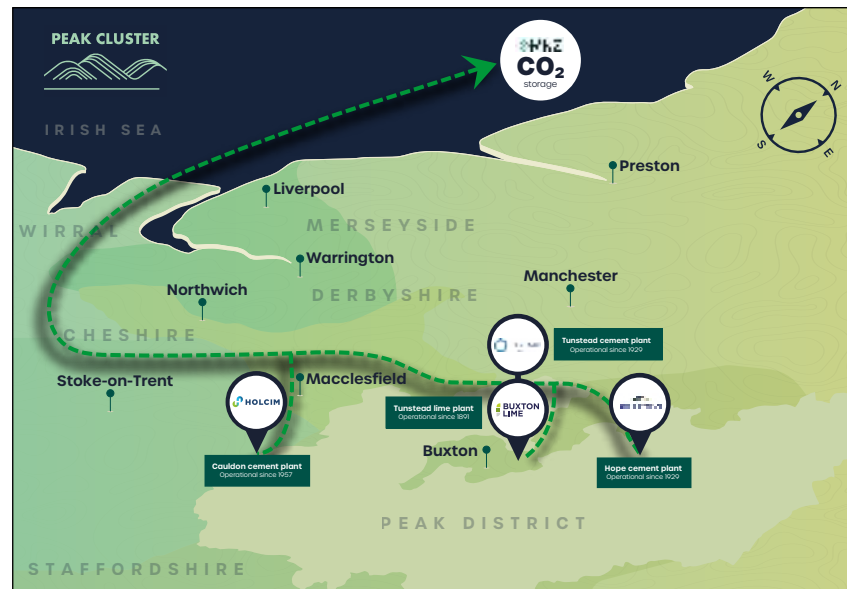 PEAK CLUSTER
CO₂
storage
IRISH SEA
W
N
S
E
Preston
Liverpool
WIRRAL
MERSEYSIDE
Warrington
Manchester
Northwich
DERBYSHIRE
CHESHIRE
Tunstead cement plant
Operational since 1929
Stoke-on-Trent
Macclesfield
HOLCIM
Tunstead lime plant
Operational since 1891
BUXTON
LIME
Buxton
Cauldon cement plant
Operational since 1957
Hope cement plant
Operational since 1929
PEAK DISTRICT
STAFFORDSHIRE